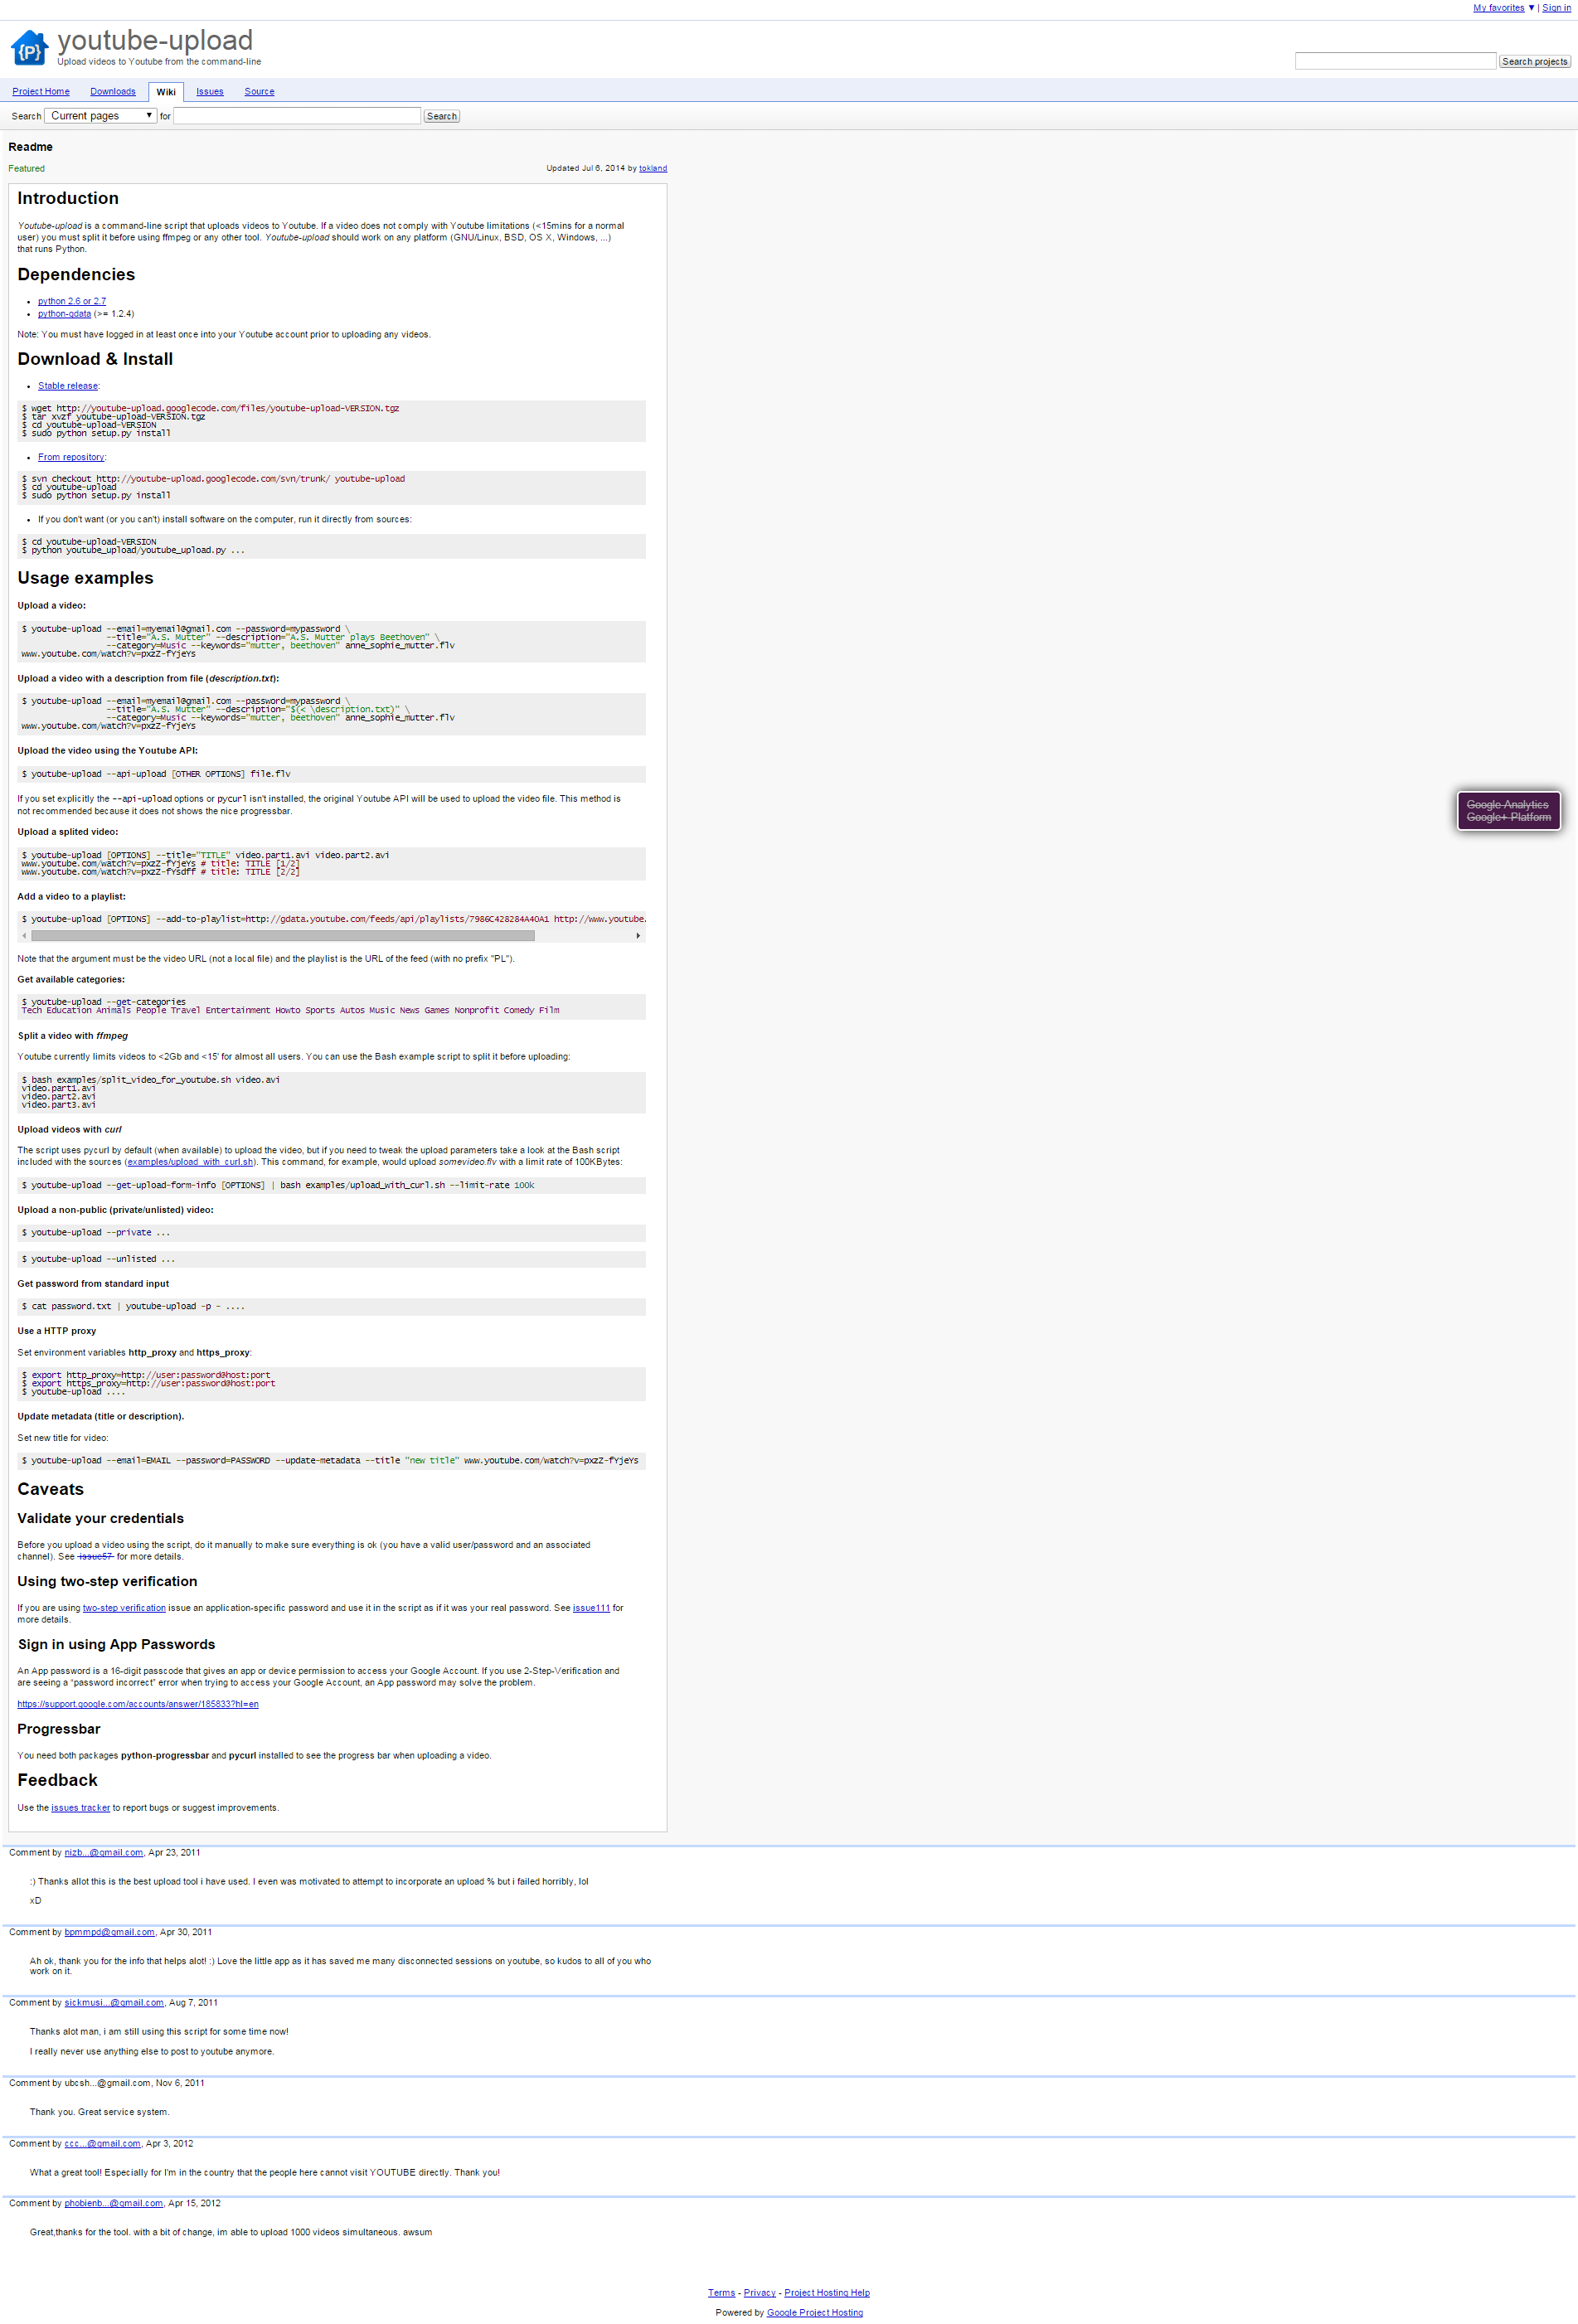 My favorites ▼ | Sign in
{P}
youtube-upload
Upload videos to Youtube from the command-line
Search projects
Project Home Downloads Wiki Issues Source
Search Current pages ▼ for Search
Readme
Featured Updated Jul 6, 2014 by tokland
Introduction
Youtube-upload is a command-line script that uploads videos to Youtube. If a video does not comply with Youtube limitations (<15mins for a normal
user) you must split it before using ffmpeg or any other tool. Youtube-upload should work on any platform (GNU/Linux, BSD, OS X, Windows, ...)
that runs Python.
Dependencies
• python 2.6 or 2.7
• python-gdata (>= 1.2.4)
Note: You must have logged in at least once into your Youtube account prior to uploading any videos.
Download & Install
• Stable release:
$ wget http://youtube-upload.googlecode.com/files/youtube-upload-VERSION.tgz
$ tar xvzf youtube-upload-VERSION.tgz
$ cd youtube-upload-VERSION
$ sudo python setup.py install
• From repository:
$ svn checkout http://youtube-upload.googlecode.com/svn/trunk/ youtube-upload
$ cd youtube-upload
$ sudo python setup.py install
• If you don't want (or you can't) install software on the computer, run it directly from sources:
$ cd youtube-upload-VERSION
$ python youtube_upload/youtube_upload.py ...
Usage examples
Upload a video:
$ youtube-upload --email=myemail@gmail.com --password=mypassword \
--title="A.S. Mutter" --description="A.S. Mutter plays Beethoven" \
--category=Music --keywords="mutter, beethoven" anne_sophie_mutter.flv
www.youtube.com/watch?v=pxzZ-fYjeYs
Upload a video with a description from file (description.txt):
$ youtube-upload --email=myemail@gmail.com --password=mypassword \
--title="A.S. Mutter" --description="$(< \description.txt)" \
--category=Music --keywords="mutter, beethoven" anne_sophie_mutter.flv
www.youtube.com/watch?v=pxzZ-fYjeYs
Upload the video using the Youtube API:
$ youtube-upload --api-upload [OTHER OPTIONS] file.flv
If you set explicitly the --api-upload options or pycurl isn't installed, the original Youtube API will be used to upload the video file. This method is
not recommended because it does not shows the nice progressbar.
Google Analytics
Google+ Platform
Upload a splited video:
$ youtube-upload [OPTIONS] --title="TITLE" video.part1.avi video.part2.avi
www.youtube.com/watch?v=pxzZ-fYjeYs # title: TITLE [1/2]
www.youtube.com/watch?v=pxzZ-fYsdff # title: TITLE [2/2]
Add a video to a playlist:
$ youtube-upload [OPTIONS] --add-to-playlist=http://gdata.youtube.com/feeds/api/playlists/7986C428284A40A1 http://www.youtube.
Note that the argument must be the video URL (not a local file) and the playlist is the URL of the feed (with no prefix "PL").
Get available categories:
$ youtube-upload --get-categories
Tech Education Animals People Travel Entertainment Howto Sports Autos Music News Games Nonprofit Comedy Film
Split a video with ffmpeg
Youtube currently limits videos to <2Gb and <15' for almost all users. You can use the Bash example script to split it before uploading:
$ bash examples/split_video_for_youtube.sh video.avi
video.part1.avi
video.part2.avi
video.part3.avi
Upload videos with curl
The script uses pycurl by default (when available) to upload the video, but if you need to tweak the upload parameters take a look at the Bash script
included with the sources (examples/upload_with_curl.sh). This command, for example, would upload somevideo.flv with a limit rate of 100KBytes:
$ youtube-upload --get-upload-form-info [OPTIONS] | bash examples/upload_with_curl.sh --limit-rate 100k
Upload a non-public (private/unlisted) video:
$ youtube-upload --private ...
$ youtube-upload --unlisted ...
Get password from standard input
$ cat password.txt | youtube-upload -p - ....
Use a HTTP proxy
Set environment variables http_proxy and https_proxy:
$ export http_proxy=http://user:password@host:port
$ export https_proxy=http://user:password@host:port
$ youtube-upload ....
Update metadata (title or description).
Set new title for video:
$ youtube-upload --email=EMAIL --password=PASSWORD --update-metadata --title "new title" www.youtube.com/watch?v=pxzZ-fYjeYs
Caveats
Validate your credentials
Before you upload a video using the script, do it manually to make sure everything is ok (you have a valid user/password and an associated
channel). See issue57 for more details.
Using two-step verification
If you are using two-step verification issue an application-specific password and use it in the script as if it was your real password. See issue111 for
more details.
Sign in using App Passwords
An App password is a 16-digit passcode that gives an app or device permission to access your Google Account. If you use 2-Step-Verification and
are seeing a “password incorrect” error when trying to access your Google Account, an App password may solve the problem.
https://support.google.com/accounts/answer/185833?hl=en
Progressbar
You need both packages python-progressbar and pycurl installed to see the progress bar when uploading a video.
Feedback
Use the issues tracker to report bugs or suggest improvements.
Comment by nizb...@gmail.com, Apr 23, 2011
:) Thanks allot this is the best upload tool i have used. I even was motivated to attempt to incorporate an upload % but i failed horribly, lol
xD
Comment by bpmmpd@gmail.com, Apr 30, 2011
Ah ok, thank you for the info that helps alot! :) Love the little app as it has saved me many disconnected sessions on youtube, so kudos to all of you who
work on it.
Comment by sickmusi...@gmail.com, Aug 7, 2011
Thanks alot man, i am still using this script for some time now!
I really never use anything else to post to youtube anymore.
Comment by ubcsh...@gmail.com, Nov 6, 2011
Thank you. Great service system.
Comment by ccc...@gmail.com, Apr 3, 2012
What a great tool! Especially for I'm in the country that the people here cannot visit YOUTUBE directly. Thank you!
Comment by phobienb...@gmail.com, Apr 15, 2012
Great,thanks for the tool. with a bit of change, im able to upload 1000 videos simultaneous. awsum
Terms - Privacy - Project Hosting Help
Powered by Google Project Hosting